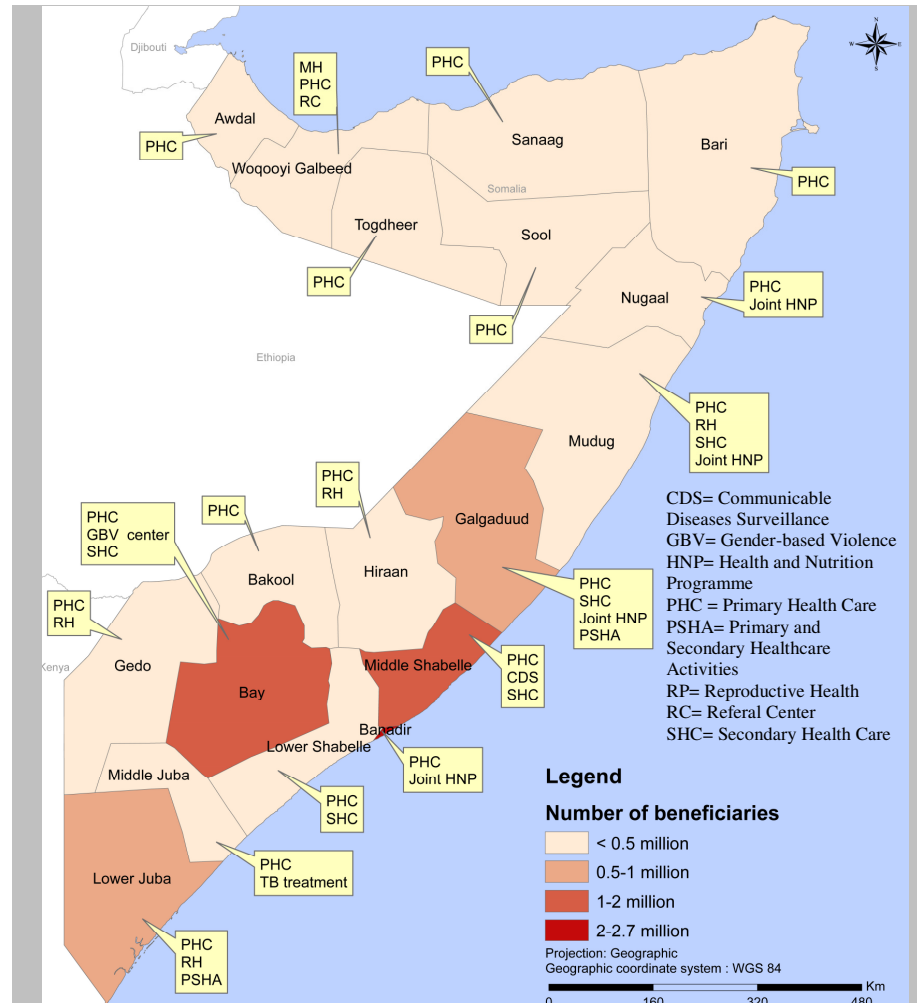 N
W
E
S
Djibouti
MH
PHC
RC
PHC
Awdal
PHC
Sanaag
Bari
Woqooyi Galbeed
PHC
Somalia
Togdheer
Sool
PHC
PHC
Nugaal
PHC
Joint HNP
Ethiopia
PHC
RH
SHC
Joint HNP
Mudug
PHC
RH
Galgaduud
PHC
GBV center
SHC
PHC
Hiraan
Bakool
PHC
SHC
Joint HNP
PSHA
PHC
RH
Kenya
Gedo
Bay
Middle Shabelle
PHC
CDS
SHC
Banadir
Lower Shabelle
PHC
Joint HNP
Middle Juba
PHC
SHC
PHC
TB treatment
Lower Juba
PHC
RH
PSHA
CDS= Communicable
Diseases Surveillance
GBV= Gender-based Violence
HNP= Health and Nutrition
Programme
PHC = Primary Health Care
PSHA= Primary and
Secondary Healthcare
Activities
RP= Reproductive Health
RC= Referal Center
SHC= Secondary Health Care
Legend
Number of beneficiaries
< 0.5 million
0.5-1 million
1-2 million
2-2.7 million
Projection: Geographic
Geographic coordinate system : WGS 84
Km
0 160 320 480